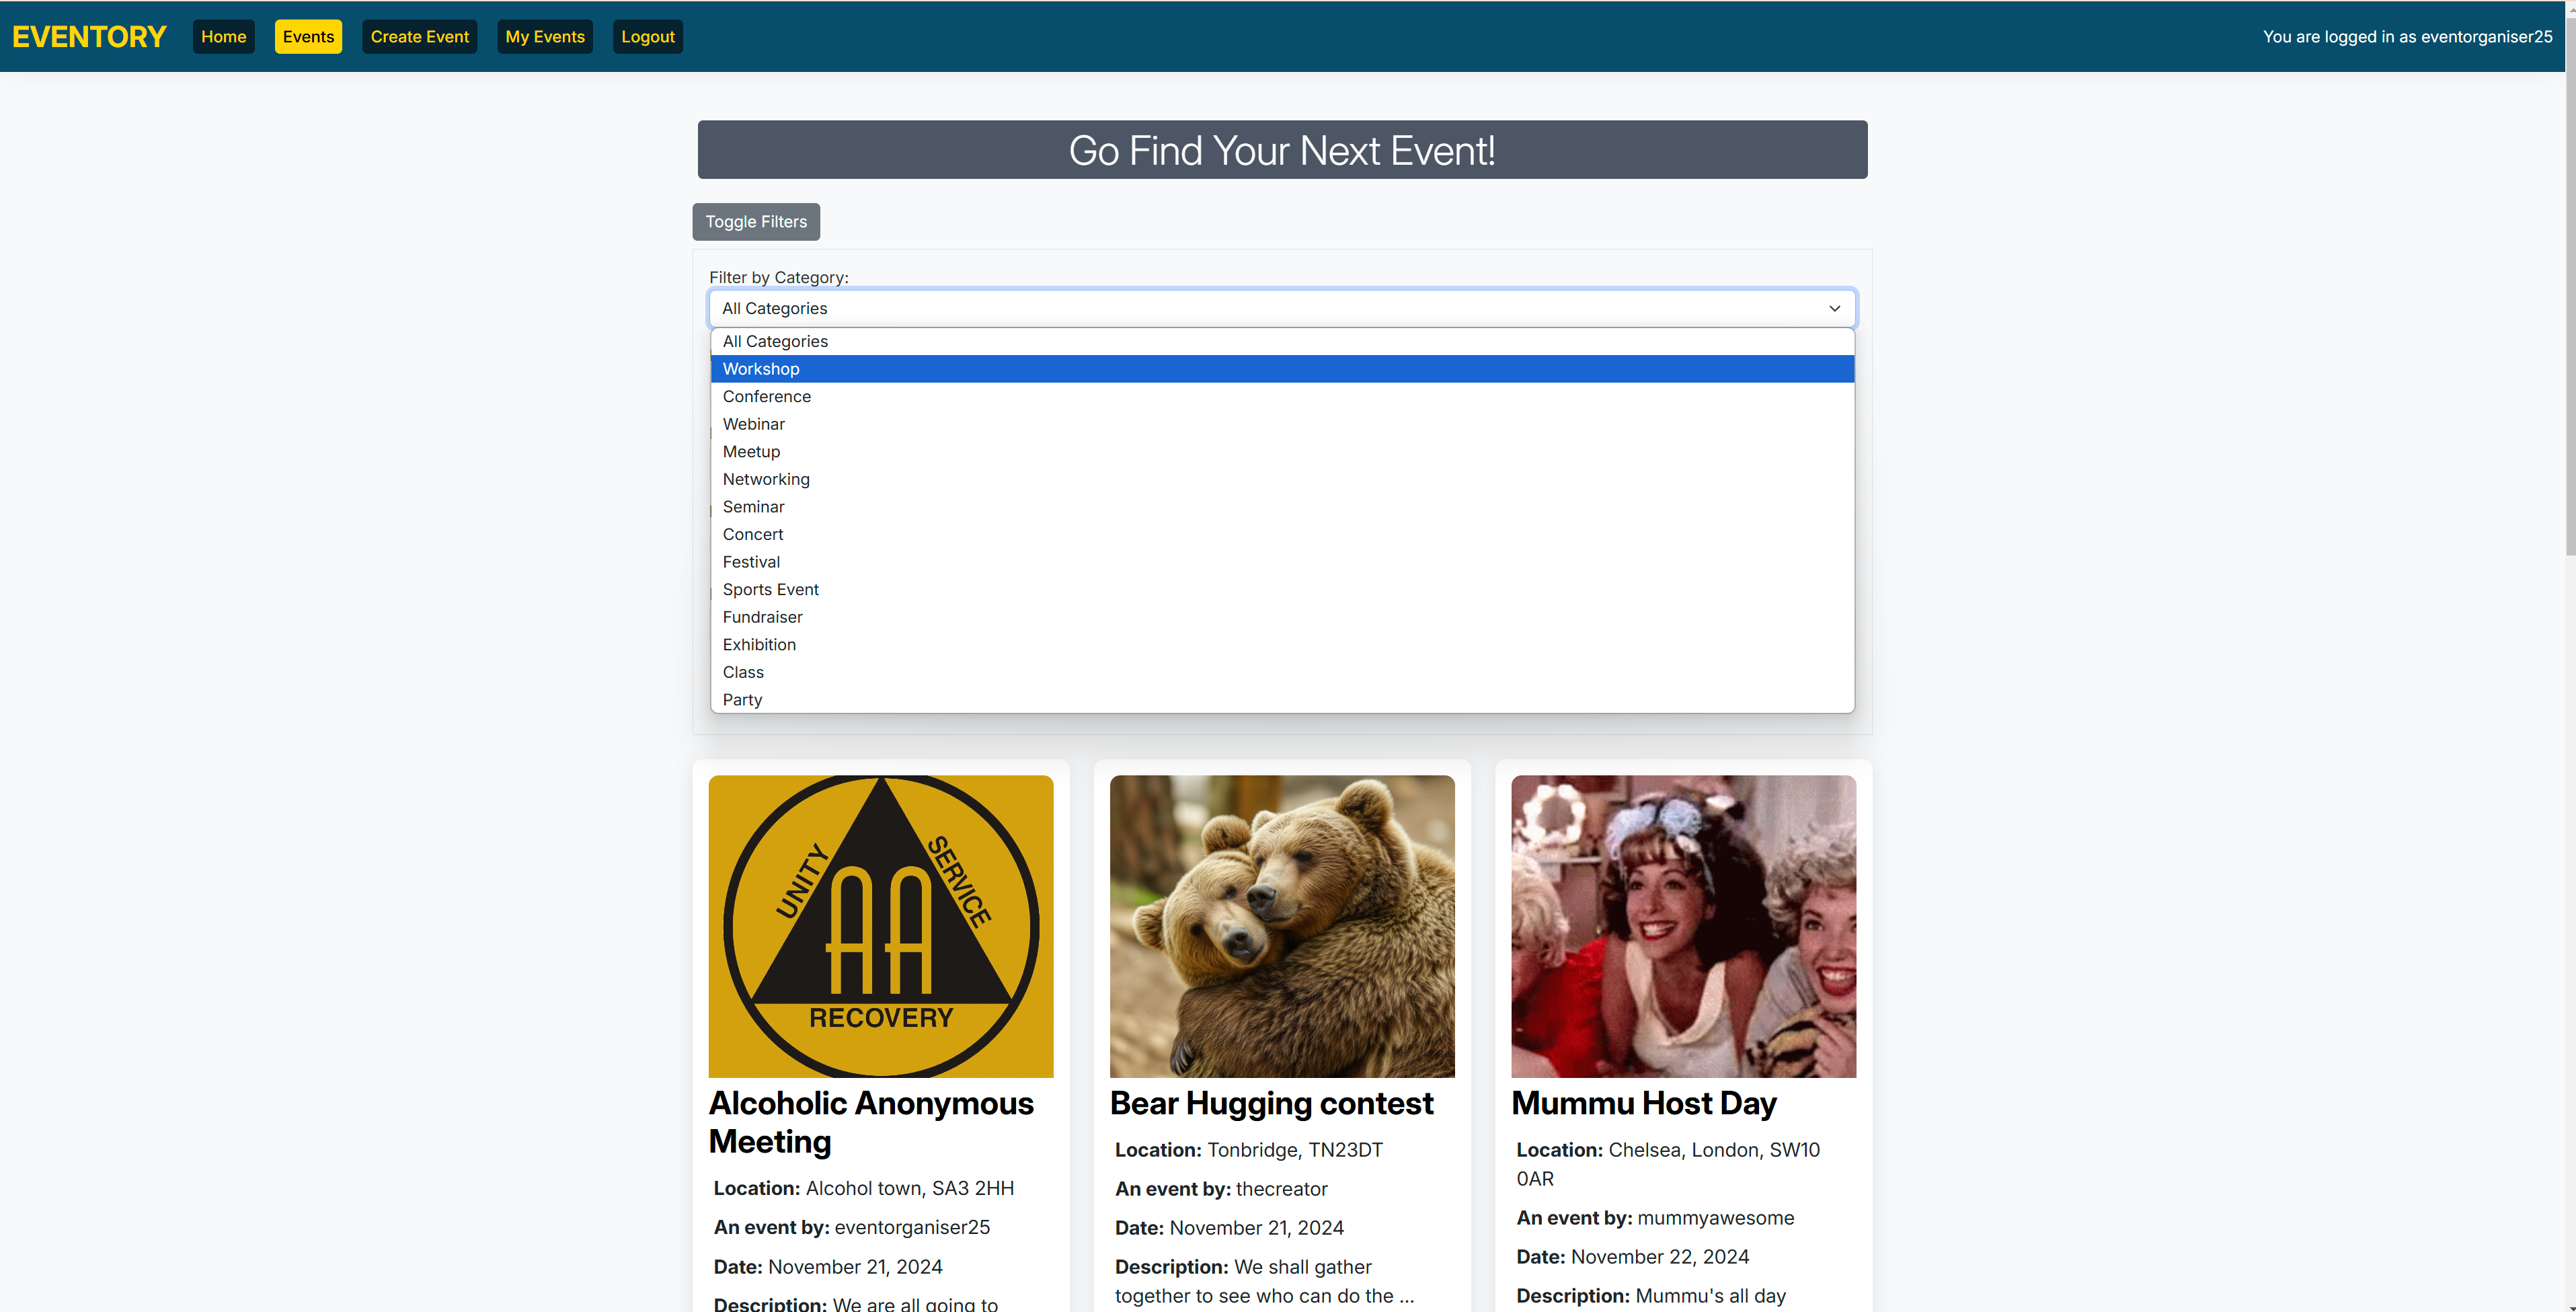 EVENTORY Home Events Create Event My Events Logout You are logged in as eventorganiser25
Go Find Your Next Event!
Toggle Filters
Filter by Category:
All Categories
All Categories
Workshop
Conference
Webinar
Meetup
Networking
Seminar
Concert
Festival
Sports Event
Fundraiser
Exhibition
Class
Party
UNITY
SERVICE
AA
RECOVERY
Alcoholic Anonymous
Meeting
Location: Alcohol town, SA3 2HH
An event by: eventorganiser25
Date: November 21, 2024
Description: We are all going to
Bear Hugging contest
Location: Tonbridge, TN23DT
An event by: thecreator
Date: November 21, 2024
Description: We shall gather
together to see who can do the ...
Mummu Host Day
Location: Chelsea, London, SW10
0AR
An event by: mummyawesome
Date: November 22, 2024
Description: Mummu's all day